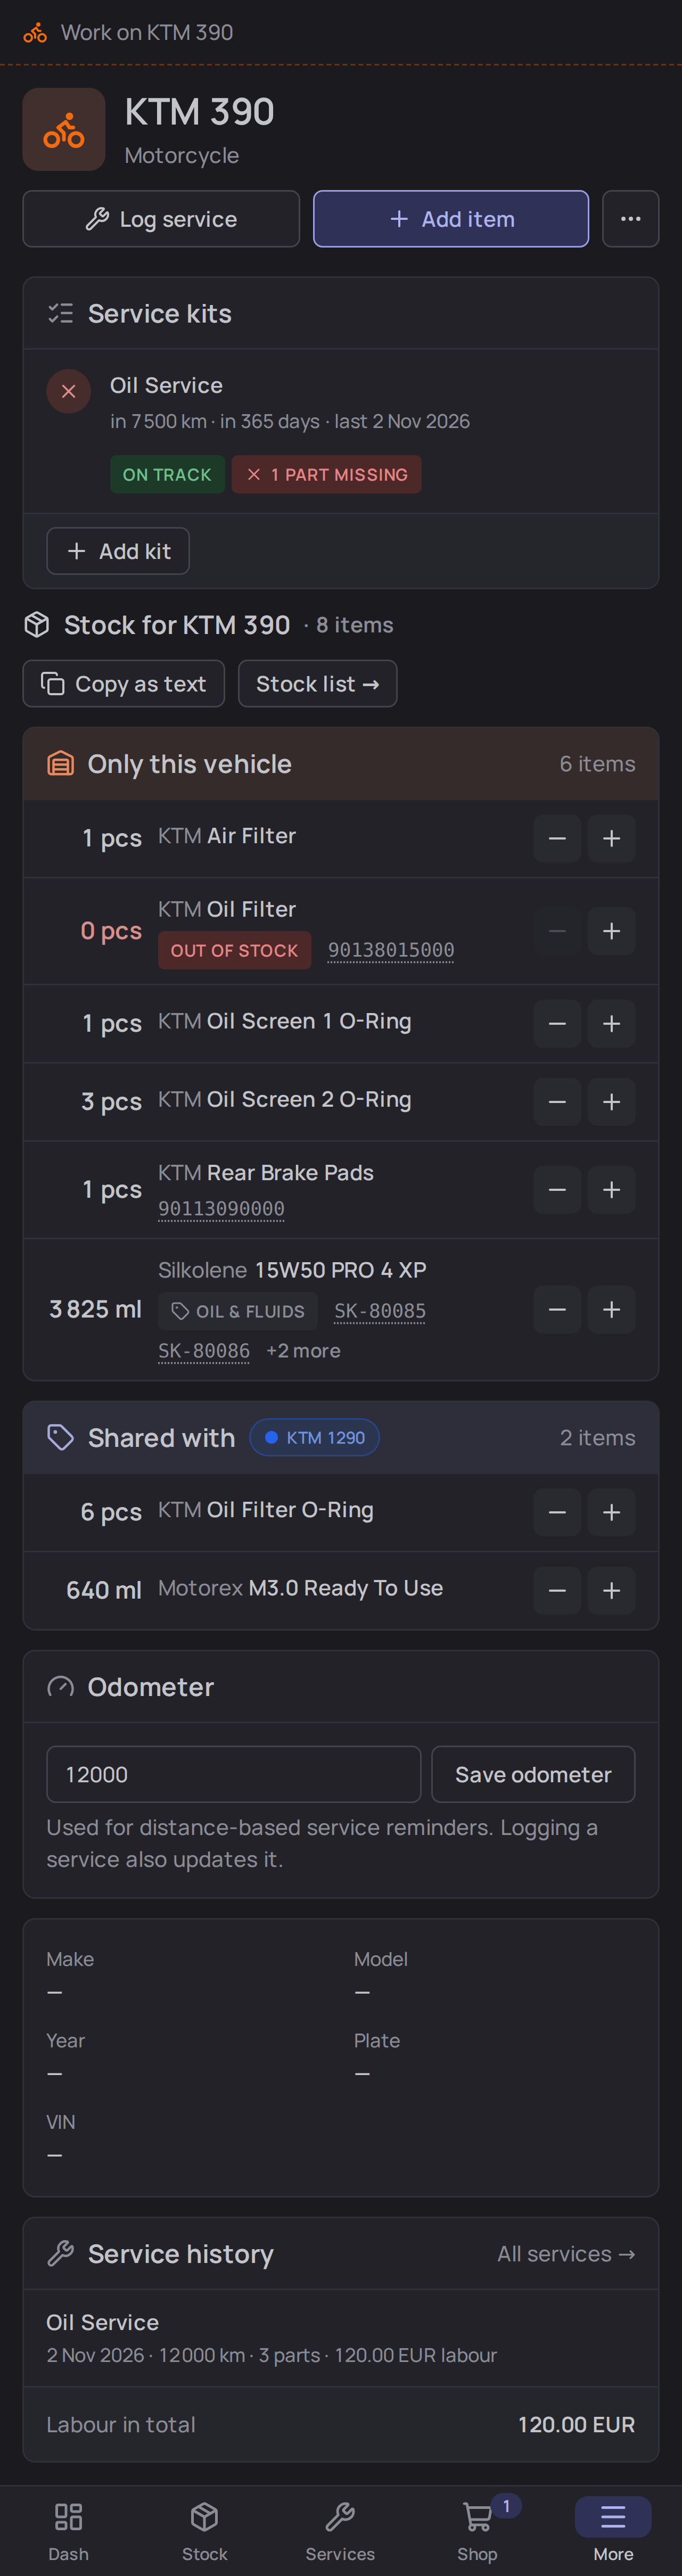 Work on KTM 390
KTM 390
Motorcycle
Log service
Add item
Service kits
Oil Service
in 7 500 km · in 365 days · last 2 Nov 2026
ON TRACK
1 PART MISSING
Add kit
Stock for KTM 390 · 8 items
Copy as text
Stock list →
Only this vehicle
6 items
1 pcs KTM Air Filter
0 pcs KTM Oil Filter
OUT OF STOCK 90138015000
1 pcs KTM Oil Screen 1 O-Ring
3 pcs KTM Oil Screen 2 O-Ring
1 pcs KTM Rear Brake Pads
90113090000
3 825 ml Silkolene 15W50 PRO 4 XP
OIL & FLUIDS SK-80085
SK-80086 +2 more
Shared with KTM 1290 2 items
6 pcs KTM Oil Filter O-Ring
640 ml Motorex M3.0 Ready To Use
Odometer
12000
Save odometer
Used for distance-based service reminders. Logging a
service also updates it.
Make
–
Model
–
Year
–
Plate
–
VIN
–
Service history
All services →
Oil Service
2 Nov 2026 · 12 000 km · 3 parts · 120.00 EUR labour
Labour in total 120.00 EUR
1
Dash
Stock
Services
Shop
More